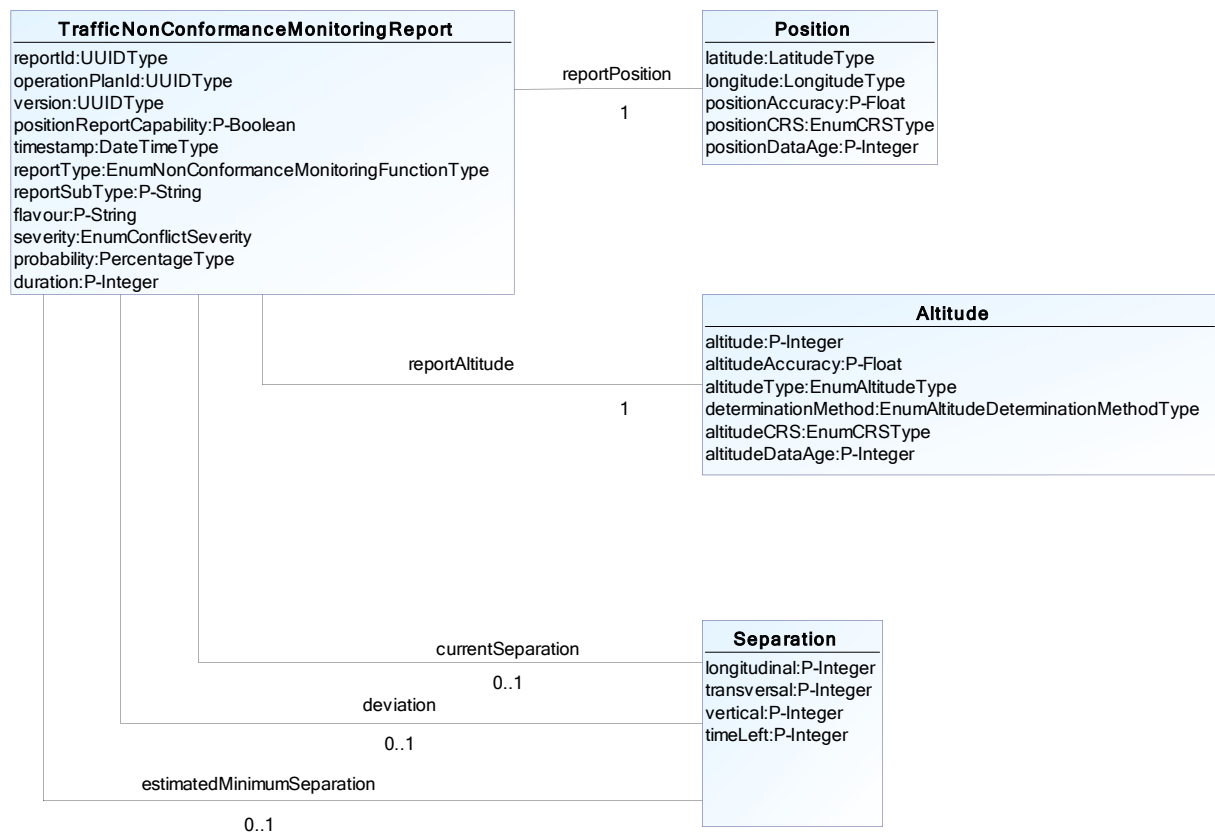 TrafficNonConformanceMonitoringReport
reportId:UUIDType
operationPlanId:UUIDType
version:UUIDType
positionReportCapability:P-Boolean
timestamp:DateTimeType
reportType:EnumNonConformanceMonitoringFunctionType
reportSubType:P-String
flavour:P-String
severity:EnumConflictSeverity
probability:PercentageType
duration:P-Integer
reportPosition
1
Position
latitude:LatitudeType
longitude:LongitudeType
positionAccuracy:P-Float
positionCRS:EnumCRSType
positionDataAge:P-Integer
reportAltitude
1
Altitude
altitude:P-Integer
altitudeAccuracy:P-Float
altitudeType:EnumAltitudeType
determinationMethod:EnumAltitudeDeterminationMethodType
altitudeCRS:EnumCRSType
altitudeDataAge:P-Integer
currentSeparation
0..1
deviation
0..1
estimatedMinimumSeparation
0..1
Separation
longitudinal:P-Integer
transversal:P-Integer
vertical:P-Integer
timeLeft:P-Integer